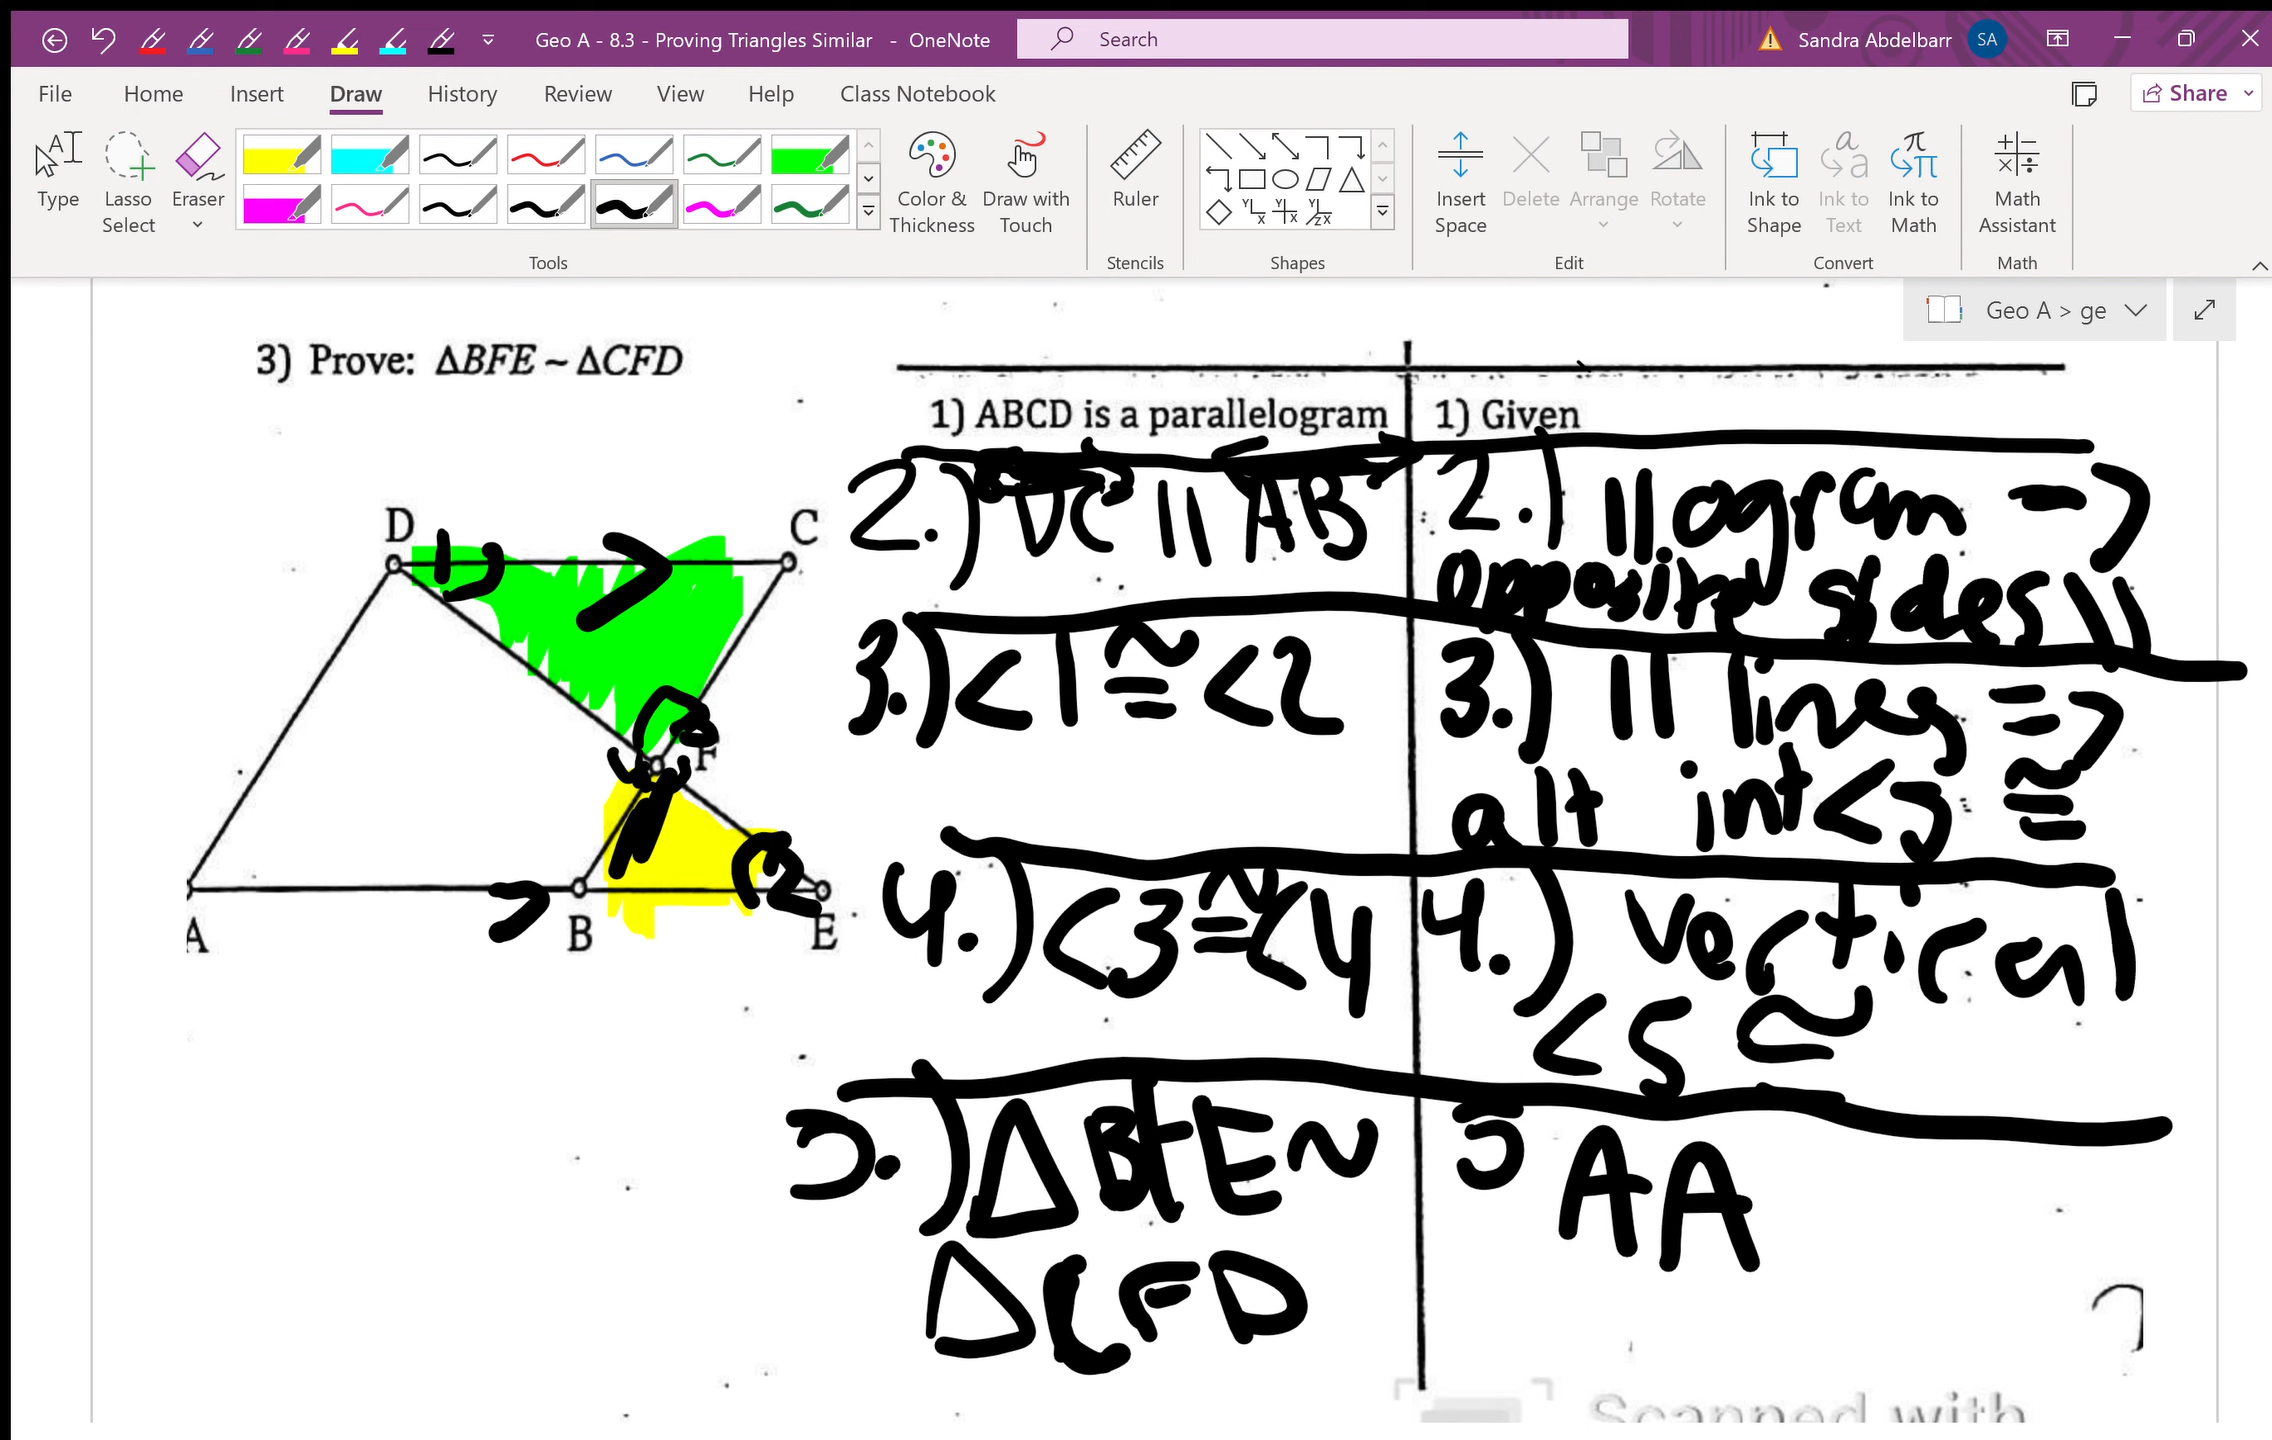 Geo A - 8.3 - Proving Triangles Similar - OneNote
Search
Sandra Abdelbarr
SA
File Home Insert Draw History Review View Help Class Notebook
Share
Type
Lasso Select
Eraser
Color & Thickness
Draw with Touch
Ruler
Insert Space
Delete
Arrange
Rotate
Ink to Shape
Ink to Text
Ink to Math
Math Assistant
Tools
Stencils
Shapes
Edit
Convert
Math
Geo A > ge
3) Prove: ΔBFE ~ ΔCFD
1) ABCD is a parallelogram
1) Given
2.) DC || AB
2.) ||ogram =>
opposite sides ||
3.) <1 ≅ <2
3.) || lines =>
alt int <s ≅
4.) <3 ≅ <4
4.) Vertical
<s ≅
5.) ΔBFE ~
ΔCFD
5 AA
D
1
C
3
F
4
2
A
B
E
Scanned with